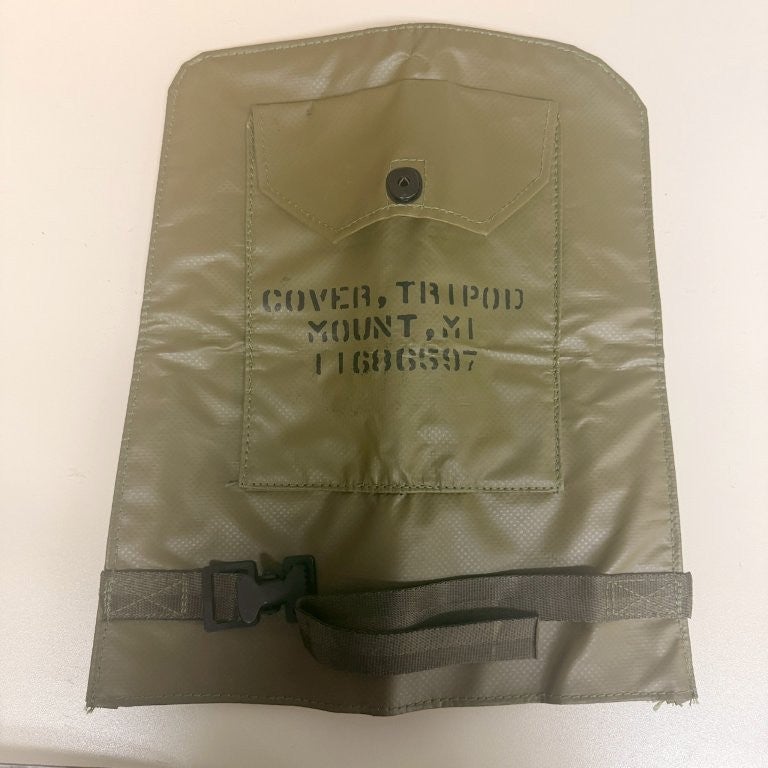 COVER, TRIPOD
MOUNT, M1
11686597